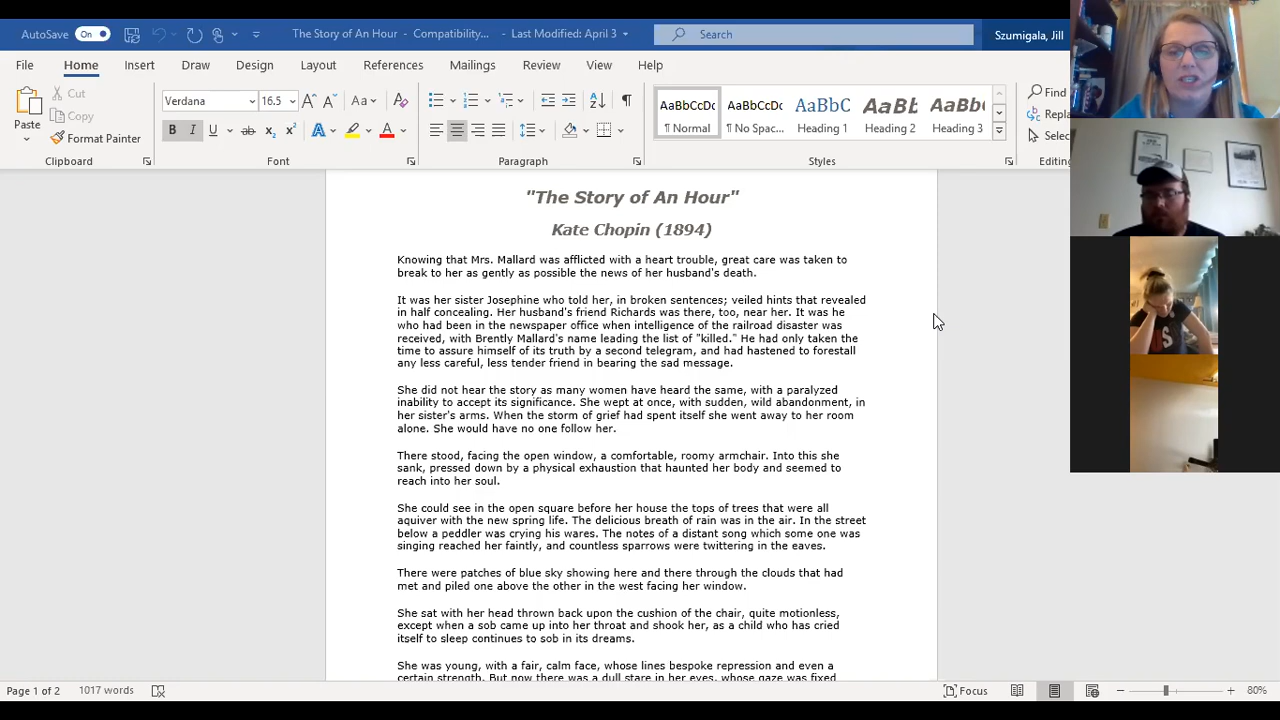 AutoSave On The Story Of An Hour - Compatibility... - Last Modified: April 3 Search Szumigala, Jill
File Home Insert Draw Design Layout References Mailings Review View Help
Paste Cut Copy Format Painter
Verdana 16.5
AaBbCcDc AaBbCcDc AaBbC AaBb AaBbC
¶ Normal ¶ No Spac... Heading 1 Heading 2 Heading 3
Find
Repla
Selec
Clipboard Font Paragraph Styles Editing
"The Story of An Hour"
Kate Chopin (1894)
Knowing that Mrs. Mallard was afflicted with a heart trouble, great care was taken to
break to her as gently as possible the news of her husband's death.
It was her sister Josephine who told her, in broken sentences; veiled hints that revealed
in half concealing. Her husband's friend Richards was there, too, near her. It was he
who had been in the newspaper office when intelligence of the railroad disaster was
received, with Brently Mallard's name leading the list of "killed." He had only taken the
time to assure himself of its truth by a second telegram, and had hastened to forestall
any less careful, less tender friend in bearing the sad message.
She did not hear the story as many women have heard the same, with a paralyzed
inability to accept its significance. She wept at once, with sudden, wild abandonment, in
her sister's arms. When the storm of grief had spent itself she went away to her room
alone. She would have no one follow her.
There stood, facing the open window, a comfortable, roomy armchair. Into this she
sank, pressed down by a physical exhaustion that haunted her body and seemed to
reach into her soul.
She could see in the open square before her house the tops of trees that were all
aquiver with the new spring life. The delicious breath of rain was in the air. In the street
below a peddler was crying his wares. The notes of a distant song which some one was
singing reached her faintly, and countless sparrows were twittering in the eaves.
There were patches of blue sky showing here and there through the clouds that had
met and piled one above the other in the west facing her window.
She sat with her head thrown back upon the cushion of the chair, quite motionless,
except when a sob came up into her throat and shook her, as a child who has cried
itself to sleep continues to sob in its dreams.
She was young, with a fair, calm face, whose lines bespoke repression and even a
certain strength. But now there was a dull stare in her eyes, whose gaze was fixed
Page 1 of 2 1017 words Focus 80%